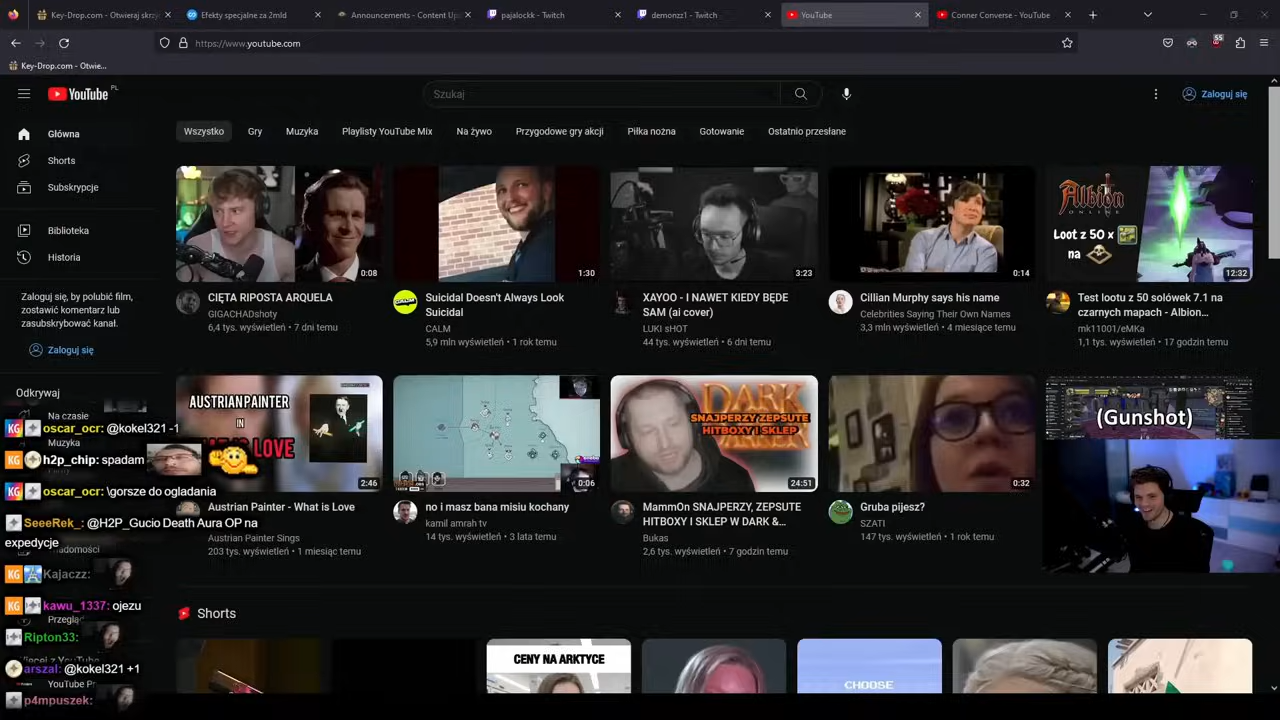 Key-Drop.com - Otwieraj skrzy
Efekty specjalne za 2mld
Announcements - Content Up
pajalockk - Twitch
demonzz1 - Twitch
YouTube
Conner Converse - YouTube
https://www.youtube.com
55
Key-Drop.com - Otwie...
YouTube PL
Szukaj
Zaloguj się
Główna
Shorts
Subskrypcje
Biblioteka
Historia
Zaloguj się, by polubić film,
zostawić komentarz lub
zasubskrybować kanał.
Zaloguj się
Odkrywaj
Na czasie
Muzyka
Wszystko
Gry
Muzyka
Playlisty YouTube Mix
Na żywo
Przygodowe gry akcji
Piłka nożna
Gotowanie
Ostatnio przesłane
0:08
CIĘTA RIPOSTA ARQUELA
GIGACHADshoty
6,4 tys. wyświetleń • 7 dni temu
1:30
Suicidal Doesn't Always Look
Suicidal
CALM
5,9 mln wyświetleń • 1 rok temu
3:23
XAYOO - I NAWET KIEDY BĘDE
SAM (ai cover)
LUKI sHOT
44 tys. wyświetleń • 6 dni temu
0:14
Cillian Murphy says his name
Celebrities Saying Their Own Names
3,3 mln wyświetleń • 4 miesiące temu
Albion
ONLINE
Loot z 50 x
na
12:32
Test lootu z 50 solówek 7.1 na
czarnych mapach - Albion...
mk11001/eMKa
1,1 tys. wyświetleń • 17 godzin temu
AUSTRIAN PAINTER
IN
LOVE
2:46
Austrian Painter - What is Love
Austrian Painter Sings
203 tys. wyświetleń • 1 miesiąc temu
0:06
no i masz bana misiu kochany
kamil amrah tv
14 tys. wyświetleń • 3 lata temu
DARK
SNAJPERZY ZEPSUTE
HITBOXY I SKLEP
24:51
MammOn SNAJPERZY, ZEPSUTE
HITBOXY I SKLEP W DARK &...
Bukas
2,6 tys. wyświetleń • 7 godzin temu
0:32
Gruba pijesz?
SZATI
147 tys. wyświetleń • 1 rok temu
(Gunshot)
KG oscar_ocr: @kokel321 -1
KG h2p_chip: spadam
KG oscar_ocr: \gorsze do ogladania
SeeeRek_: @H2P_Gucio Death Aura OP na
expedycje
KG Kajaczz:
KG kawu_1337: ojezu
Ripton33:
arszal: @kokel321 +1
p4mpuszek:
Shorts
CENY NA ARKTYCE
CHOOSE